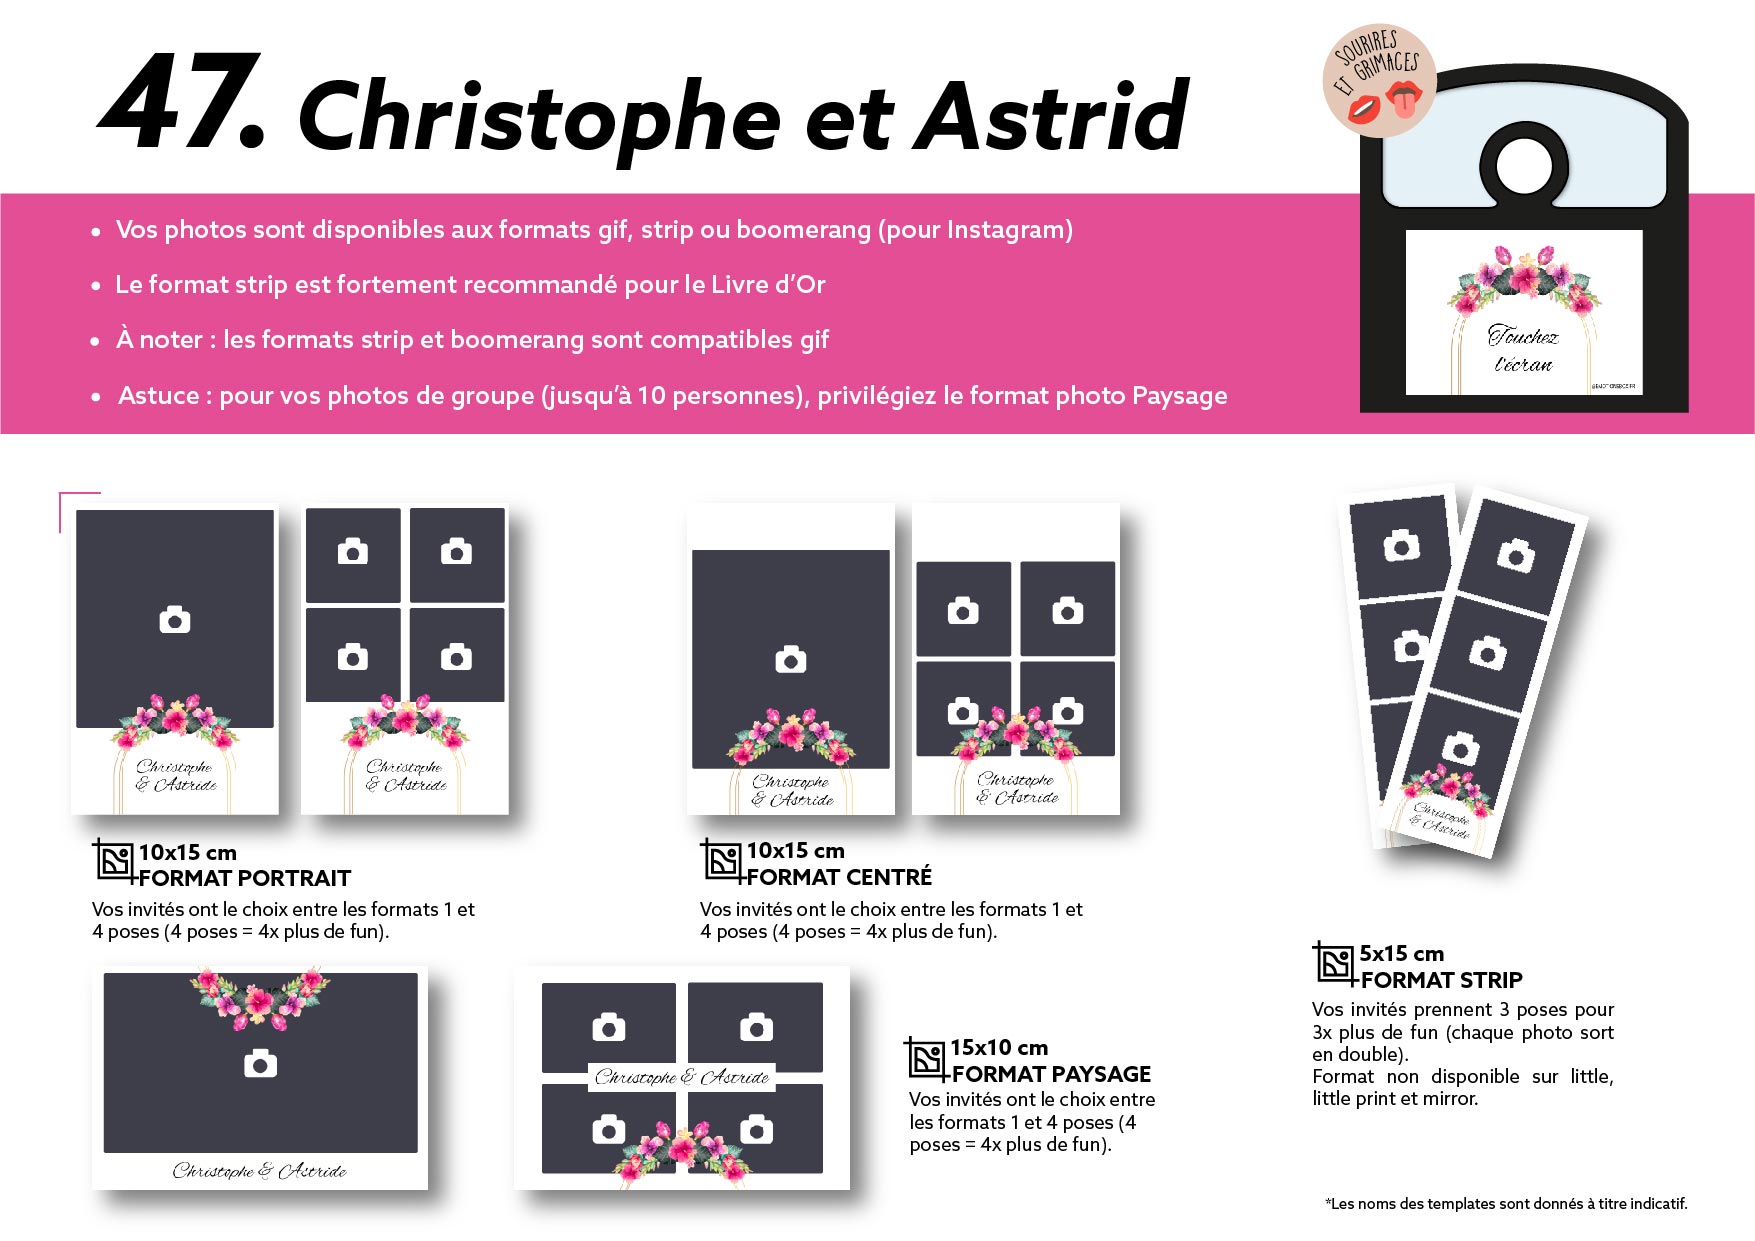 47. Christophe et Astrid
SOURIRES
ET GRIMACES
• Vos photos sont disponibles aux formats gif, strip ou boomerang (pour Instagram)
• Le format strip est fortement recommandé pour le Livre d’Or
• À noter : les formats strip et boomerang sont compatibles gif
• Astuce : pour vos photos de groupe (jusqu’à 10 personnes), privilégiez le format photo Paysage
Touchez
l'écran
@EMOTIONSBOX.FR
Christophe
& Astride
Christophe
& Astride
10x15 cm
FORMAT PORTRAIT
Vos invités ont le choix entre les formats 1 et
4 poses (4 poses = 4x plus de fun).
Christophe
& Astride
Christophe
& Astride
10x15 cm
FORMAT CENTRÉ
Vos invités ont le choix entre les formats 1 et
4 poses (4 poses = 4x plus de fun).
Christophe
& Astride
5x15 cm
FORMAT STRIP
Vos invités prennent 3 poses pour
3x plus de fun (chaque photo sort
en double).
Format non disponible sur little,
little print et mirror.
Christophe & Astride
Christophe & Astride
15x10 cm
FORMAT PAYSAGE
Vos invités ont le choix entre
les formats 1 et 4 poses (4
poses = 4x plus de fun).
*Les noms des templates sont donnés à titre indicatif.